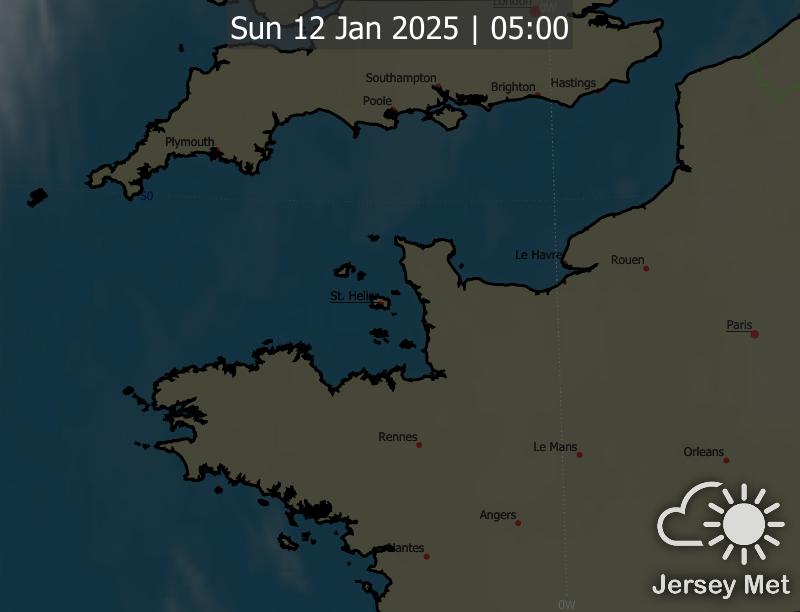 London
0W
Sun 12 Jan 2025 | 05:00
Southampton
Brighton
Hastings
Poole
Plymouth
50
Le Havre
Rouen
St. Helier
Paris
Rennes
Le Mans
Orleans
Angers
Nantes
Jersey Met
0W